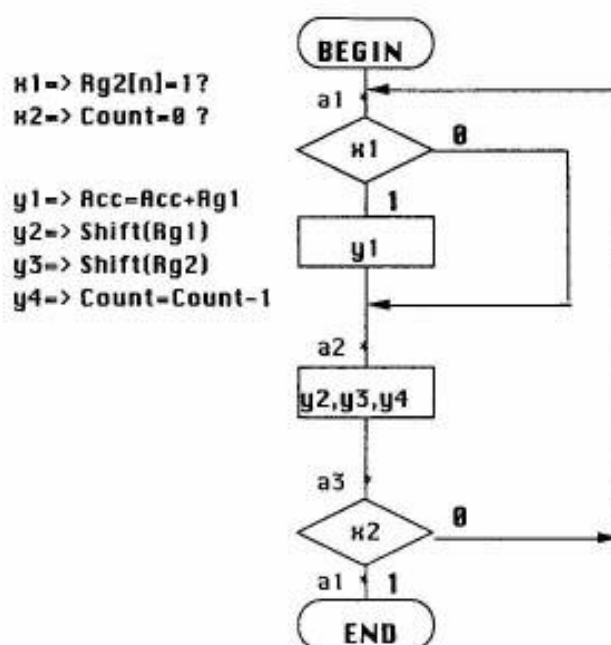 BEGIN
x1=> Rg2[n]=1?
x2=> Count=0 ?
a1
x1
0
1
y1=> Acc=Acc+Rg1
y2=> Shift(Rg1)
y3=> Shift(Rg2)
y4=> Count=Count-1
y1
a2
y2,y3,y4
a3
x2
0
a1
1
END